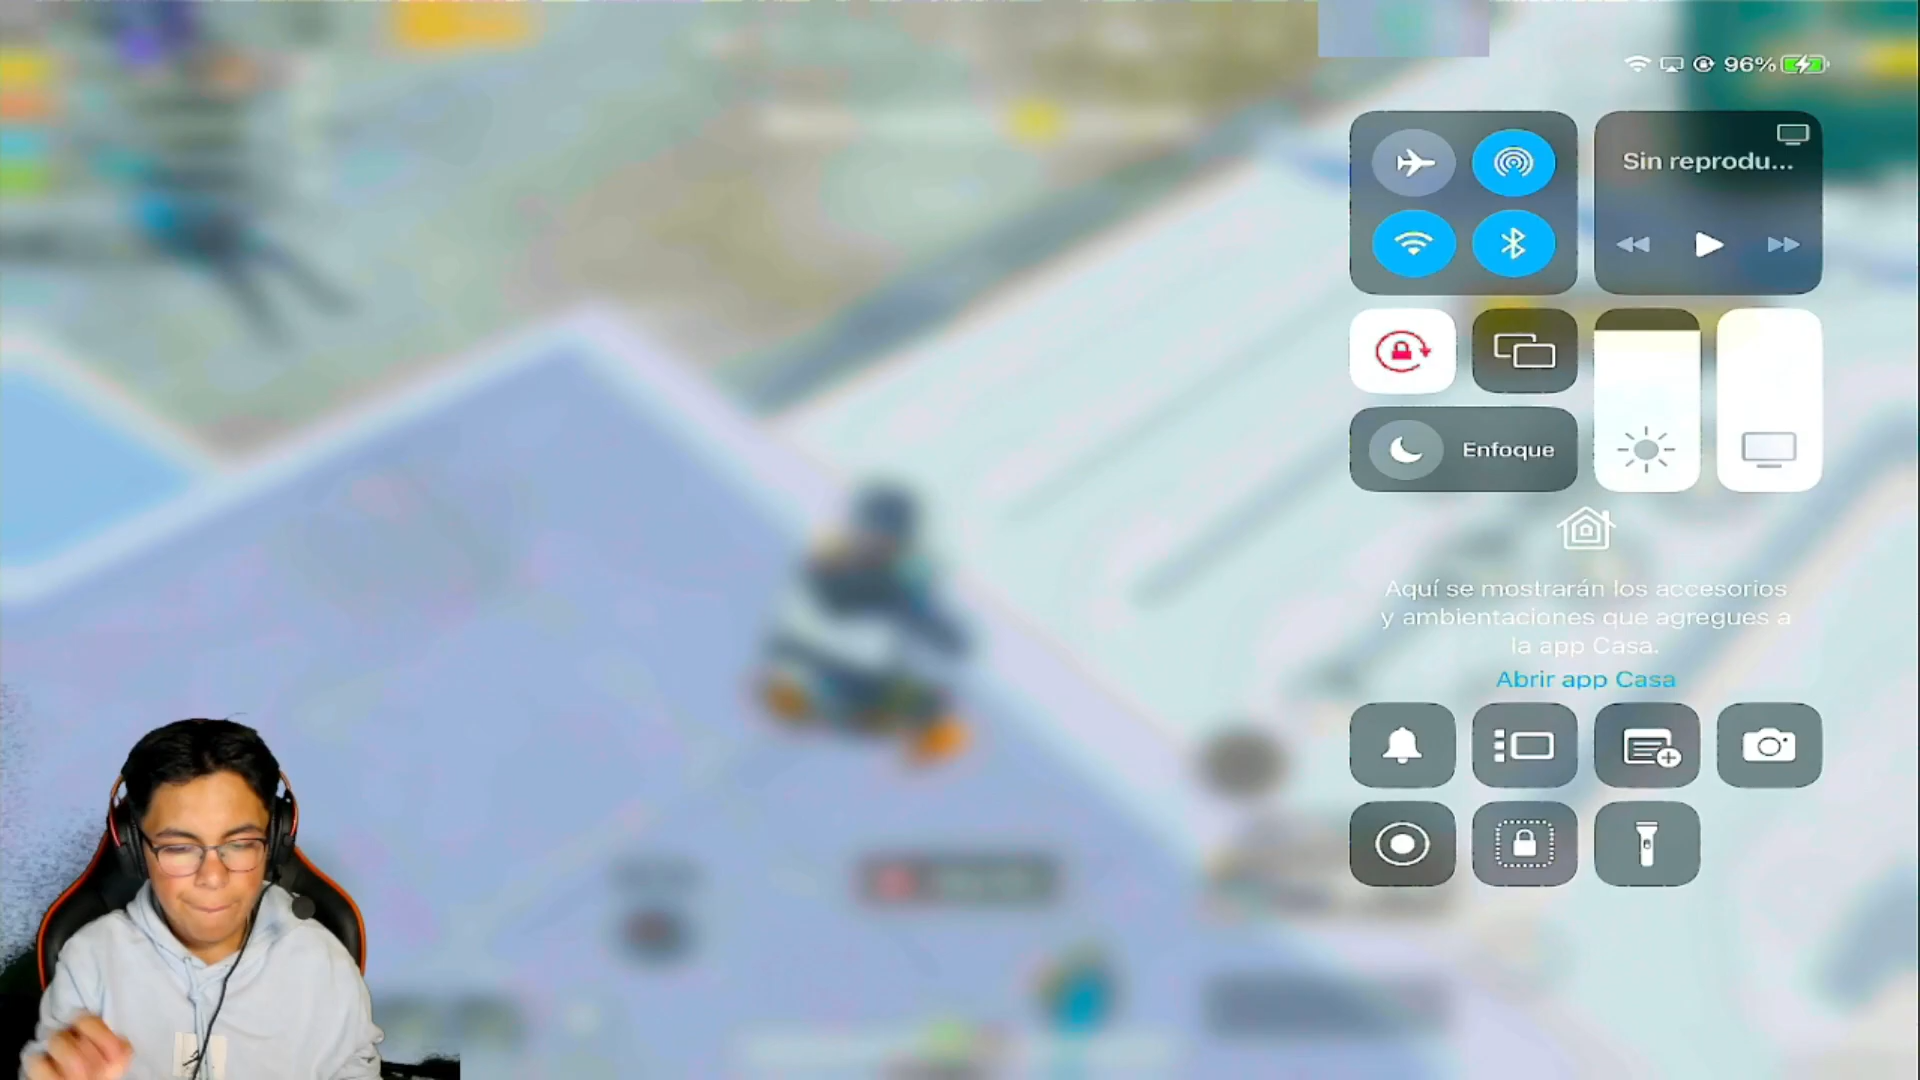 96%
Sin reprodu...
Enfoque
Aquí se mostrarán los accesorios
y ambientaciones que agregues a
la app Casa.
Abrir app Casa